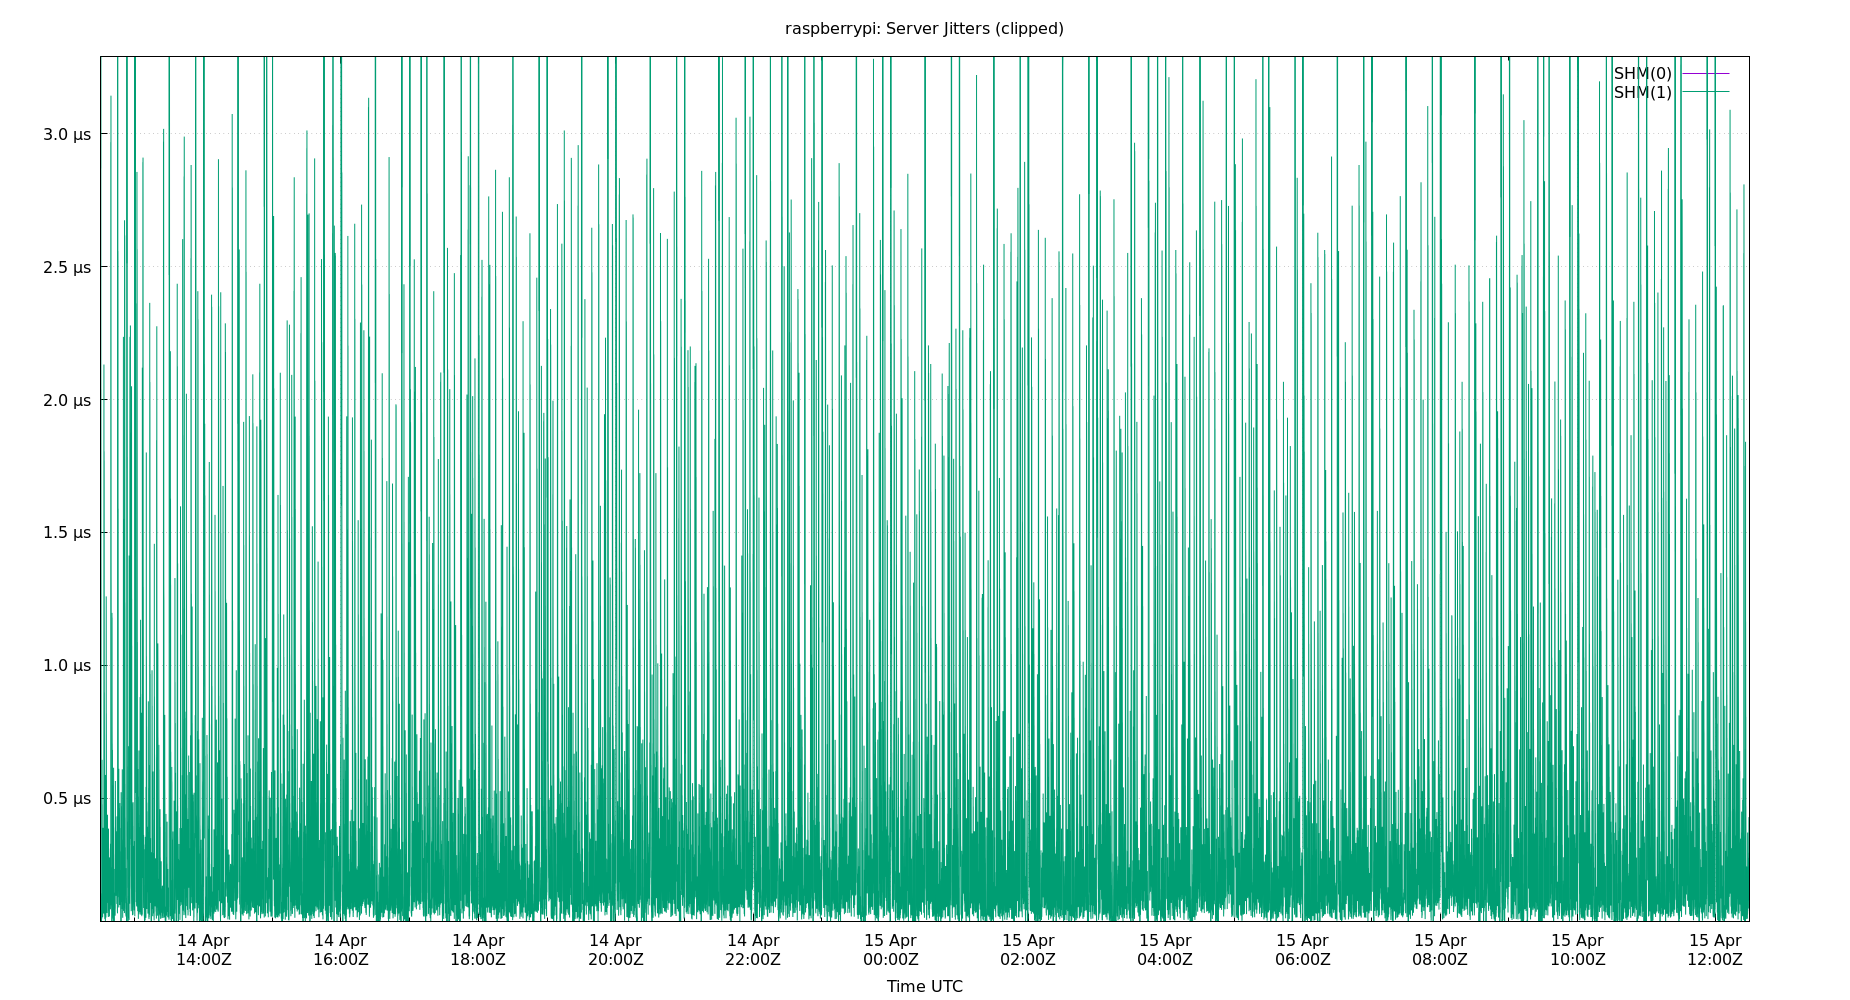 raspberrypi: Server Jitters (clipped)
SHM(0)
SHM(1)
3.0 µs
2.5 µs
2.0 µs
1.5 µs
1.0 µs
0.5 µs
14 Apr 14 Apr 14 Apr 14 Apr 14 Apr 15 Apr 15 Apr 15 Apr 15 Apr 15 Apr 15 Apr 15 Apr
14:00Z 16:00Z 18:00Z 20:00Z 22:00Z 00:00Z 02:00Z 04:00Z 06:00Z 08:00Z 10:00Z 12:00Z
Time UTC